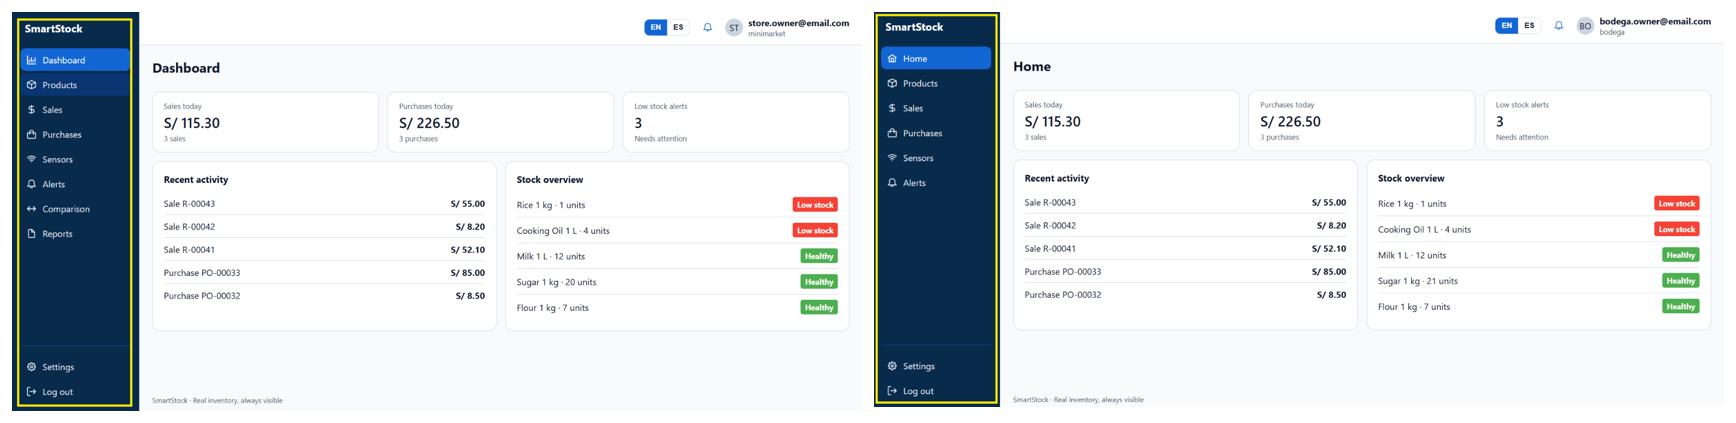 SmartStock
Dashboard
Products
Sales
Purchases
Sensors
Alerts
Comparison
Reports
Settings
Log out
EN ES
ST
store.owner@email.com
minimarket
Dashboard
Sales today
S/ 115.30
3 sales
Purchases today
S/ 226.50
3 purchases
Low stock alerts
3
Needs attention
Recent activity
Sale R-00043 S/ 55.00
Sale R-00042 S/ 8.20
Sale R-00041 S/ 52.10
Purchase PO-00033 S/ 85.00
Purchase PO-00032 S/ 8.50
Stock overview
Rice 1 kg · 1 units Low stock
Cooking Oil 1 L · 4 units Low stock
Milk 1 L · 12 units Healthy
Sugar 1 kg · 20 units Healthy
Flour 1 kg · 7 units Healthy
SmartStock · Real inventory, always visible
SmartStock
Home
Products
Sales
Purchases
Sensors
Alerts
Settings
Log out
EN ES
BO
bodega.owner@email.com
bodega
Home
Sales today
S/ 115.30
3 sales
Purchases today
S/ 226.50
3 purchases
Low stock alerts
3
Needs attention
Recent activity
Sale R-00043 S/ 55.00
Sale R-00042 S/ 8.20
Sale R-00041 S/ 52.10
Purchase PO-00033 S/ 85.00
Purchase PO-00032 S/ 8.50
Stock overview
Rice 1 kg · 1 units Low stock
Cooking Oil 1 L · 4 units Low stock
Milk 1 L · 12 units Healthy
Sugar 1 kg · 21 units Healthy
Flour 1 kg · 7 units Healthy
SmartStock · Real inventory, always visible